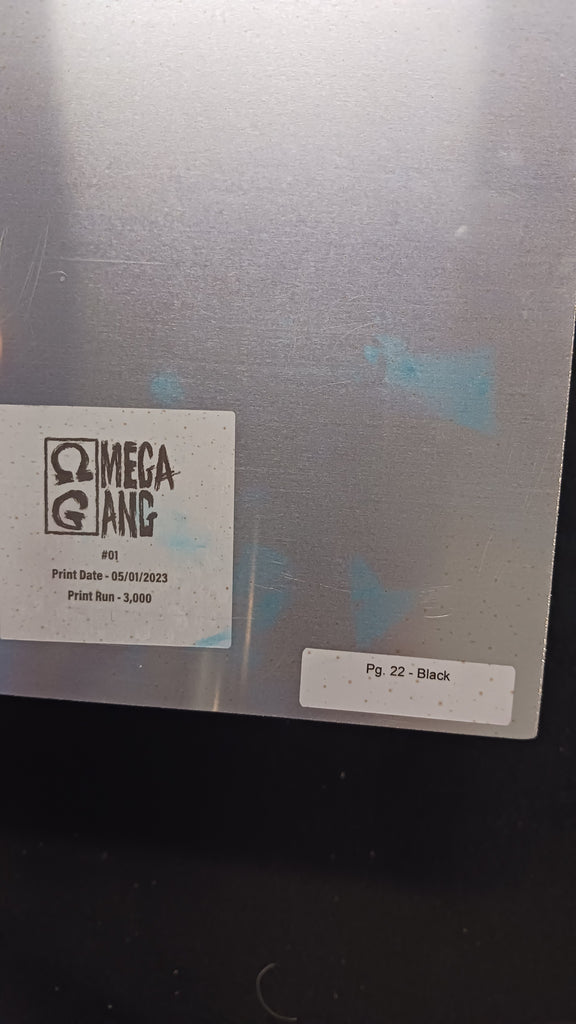 ΩMEGA
GANG
#01
Print Date - 05/01/2023
Print Run - 3,000
Pg. 22 - Black